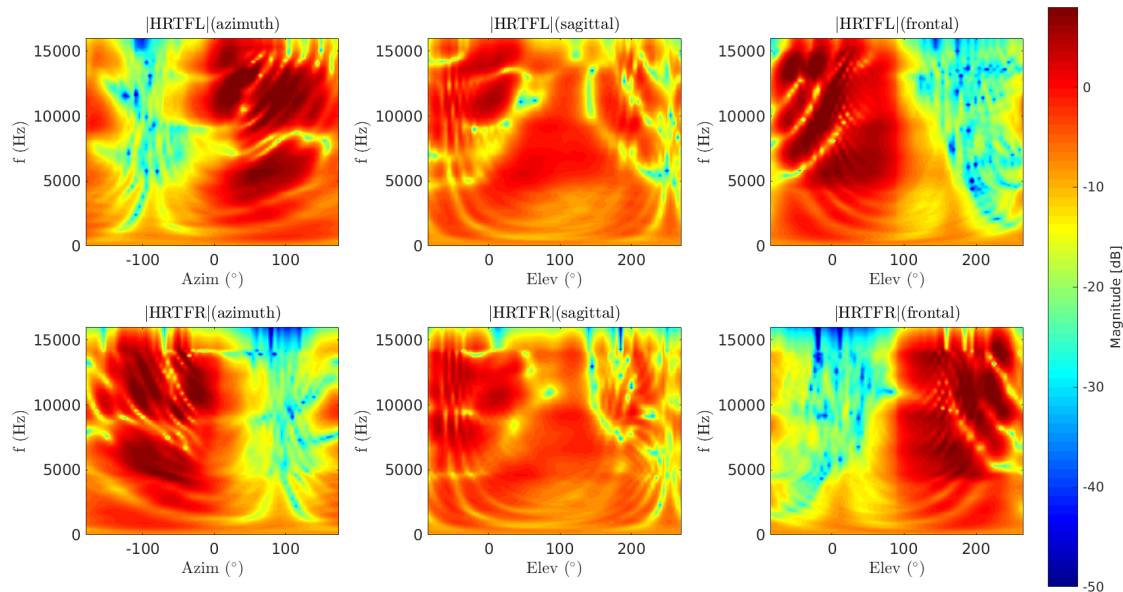 |HRTFL|(azimuth)
|HRTFL|(sagittal)
|HRTFL|(frontal)
15000
10000
5000
0
f (Hz)
-100
0
100
Azim (°)
15000
10000
5000
0
f (Hz)
0
100
200
Elev (°)
15000
10000
5000
0
f (Hz)
0
100
200
Elev (°)
|HRTFR|(azimuth)
|HRTFR|(sagittal)
|HRTFR|(frontal)
15000
10000
5000
0
f (Hz)
-100
0
100
Azim (°)
15000
10000
5000
0
f (Hz)
0
100
200
Elev (°)
15000
10000
5000
0
f (Hz)
0
100
200
Elev (°)
0
-10
-20
-30
-40
-50
Magnitude [dB]